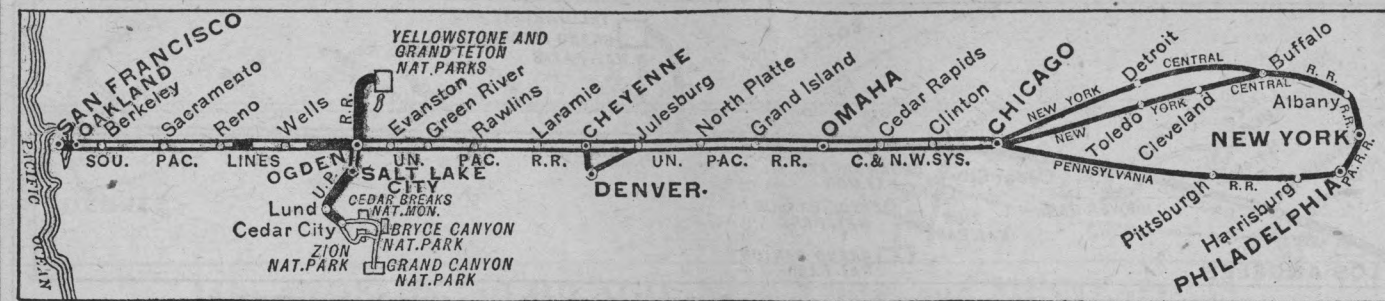 PACIFIC
OCEAN
SAN FRANCISCO
OAKLAND
Berkeley
Sacramento
Reno
Wells
SOU. PAC. LINES
OGDEN
R.R.
YELLOWSTONE AND
GRAND TETON
NAT. PARKS
U.P.
SALT LAKE
CITY
Lund
Cedar City
CEDAR BREAKS
NAT. MON.
BRYCE CANYON
NAT. PARK
ZION
NAT. PARK
GRAND CANYON
NAT. PARK
Evanston
Green River
Rawlins
Laramie
CHEYENNE
UN. PAC. R.R.
DENVER.
Julesburg
North Platte
Grand Island
OMAHA
UN. PAC. R.R.
Cedar Rapids
Clinton
C. & N.W. SYS.
CHICAGO
NEW YORK CENTRAL R.R.
Detroit
Buffalo
NEW YORK CENTRAL
Toledo
Cleveland
Albany
R.R.
NEW YORK
PA. R.R.
PENNSYLVANIA R.R.
Pittsburgh
Harrisburg
PHILADELPHIA